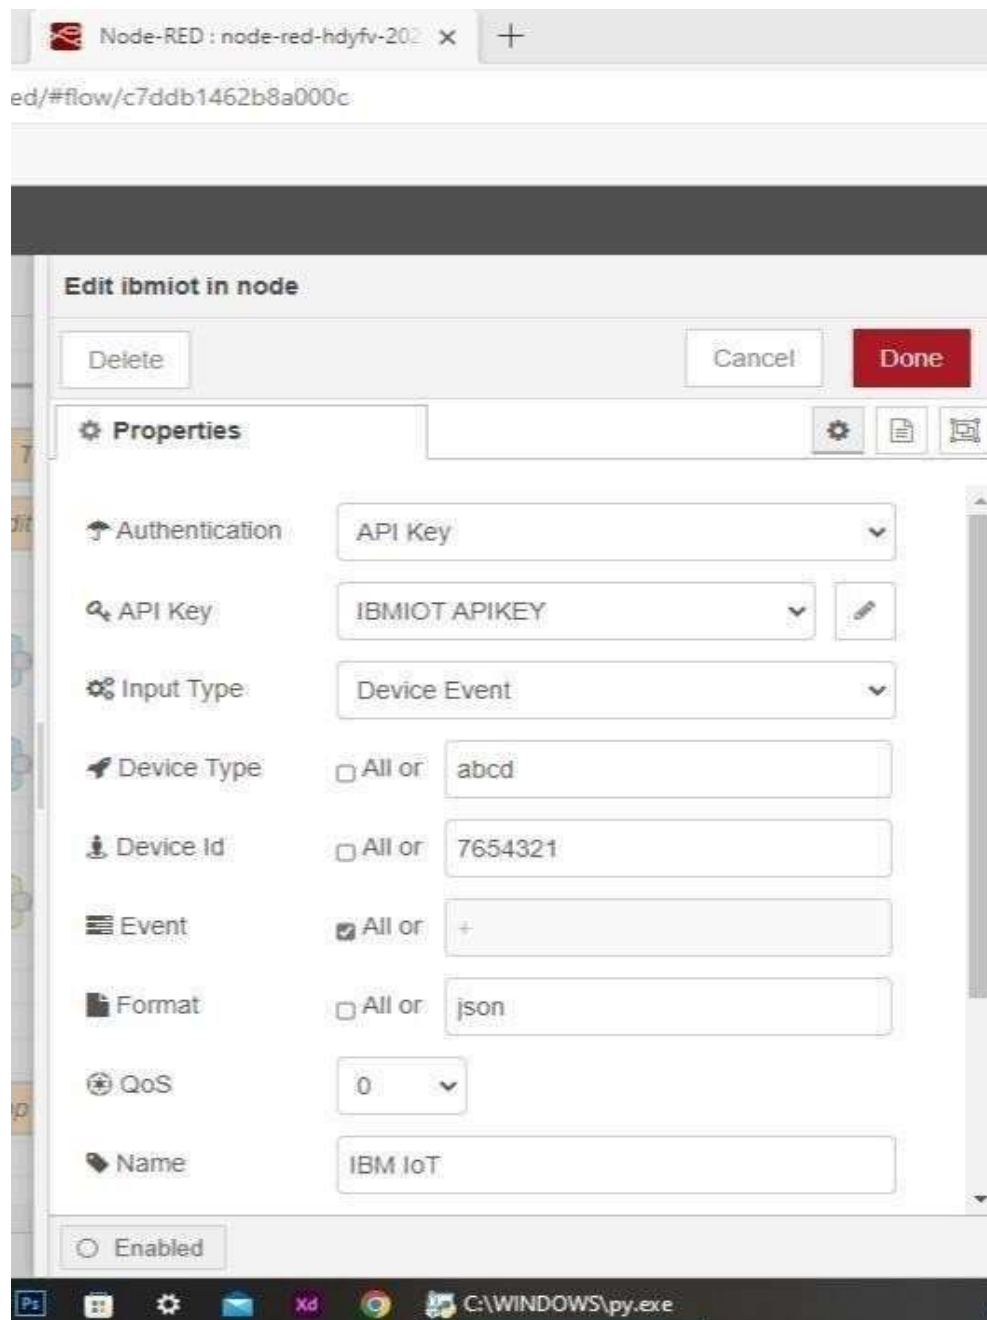 Node-RED : node-red-hdyfv-202
ed/#flow/c7ddb1462b8a000c
Edit ibmiot in node
Delete
Cancel
Done
Properties
Authentication
API Key
API Key
IBMIOT APIKEY
Input Type
Device Event
Device Type
All or
abcd
Device Id
All or
7654321
Event
All or
+
Format
All or
json
QoS
0
Name
IBM IoT
Enabled
Ps
Xd
C:\WINDOWS\py.exe